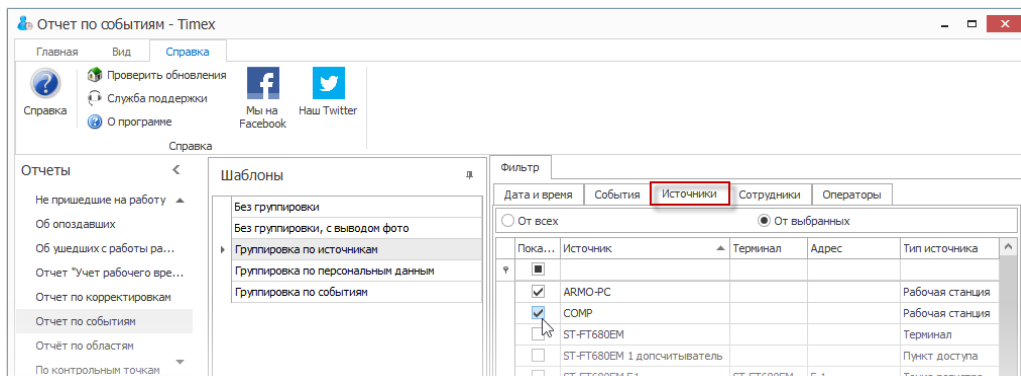 Отчет по событиям - Timex
Главная Вид Справка
Проверить обновления
Служба поддержки
О программе
Справка
Мы на Facebook
Наш Twitter
Справка
Отчеты
Не пришедшие на работу
Об опоздавших
Об ушедших с работы ра...
Отчет "Учет рабочего вре...
Отчет по корректировкам
Отчет по событиям
Отчёт по областям
По контрольным точкам
Шаблоны
Без группировки
Без группировки, с выводом фото
Группировка по источникам
Группировка по персональным данным
Группировка по событиям
Фильтр
Дата и время События Источники Сотрудники Операторы
От всех От выбранных
Пока... Источник Терминал Адрес Тип источника
ARMO-PC Рабочая станция
COMP Рабочая станция
ST-FT680EM Терминал
ST-FT680EM 1 допсчитыватель Пункт доступа